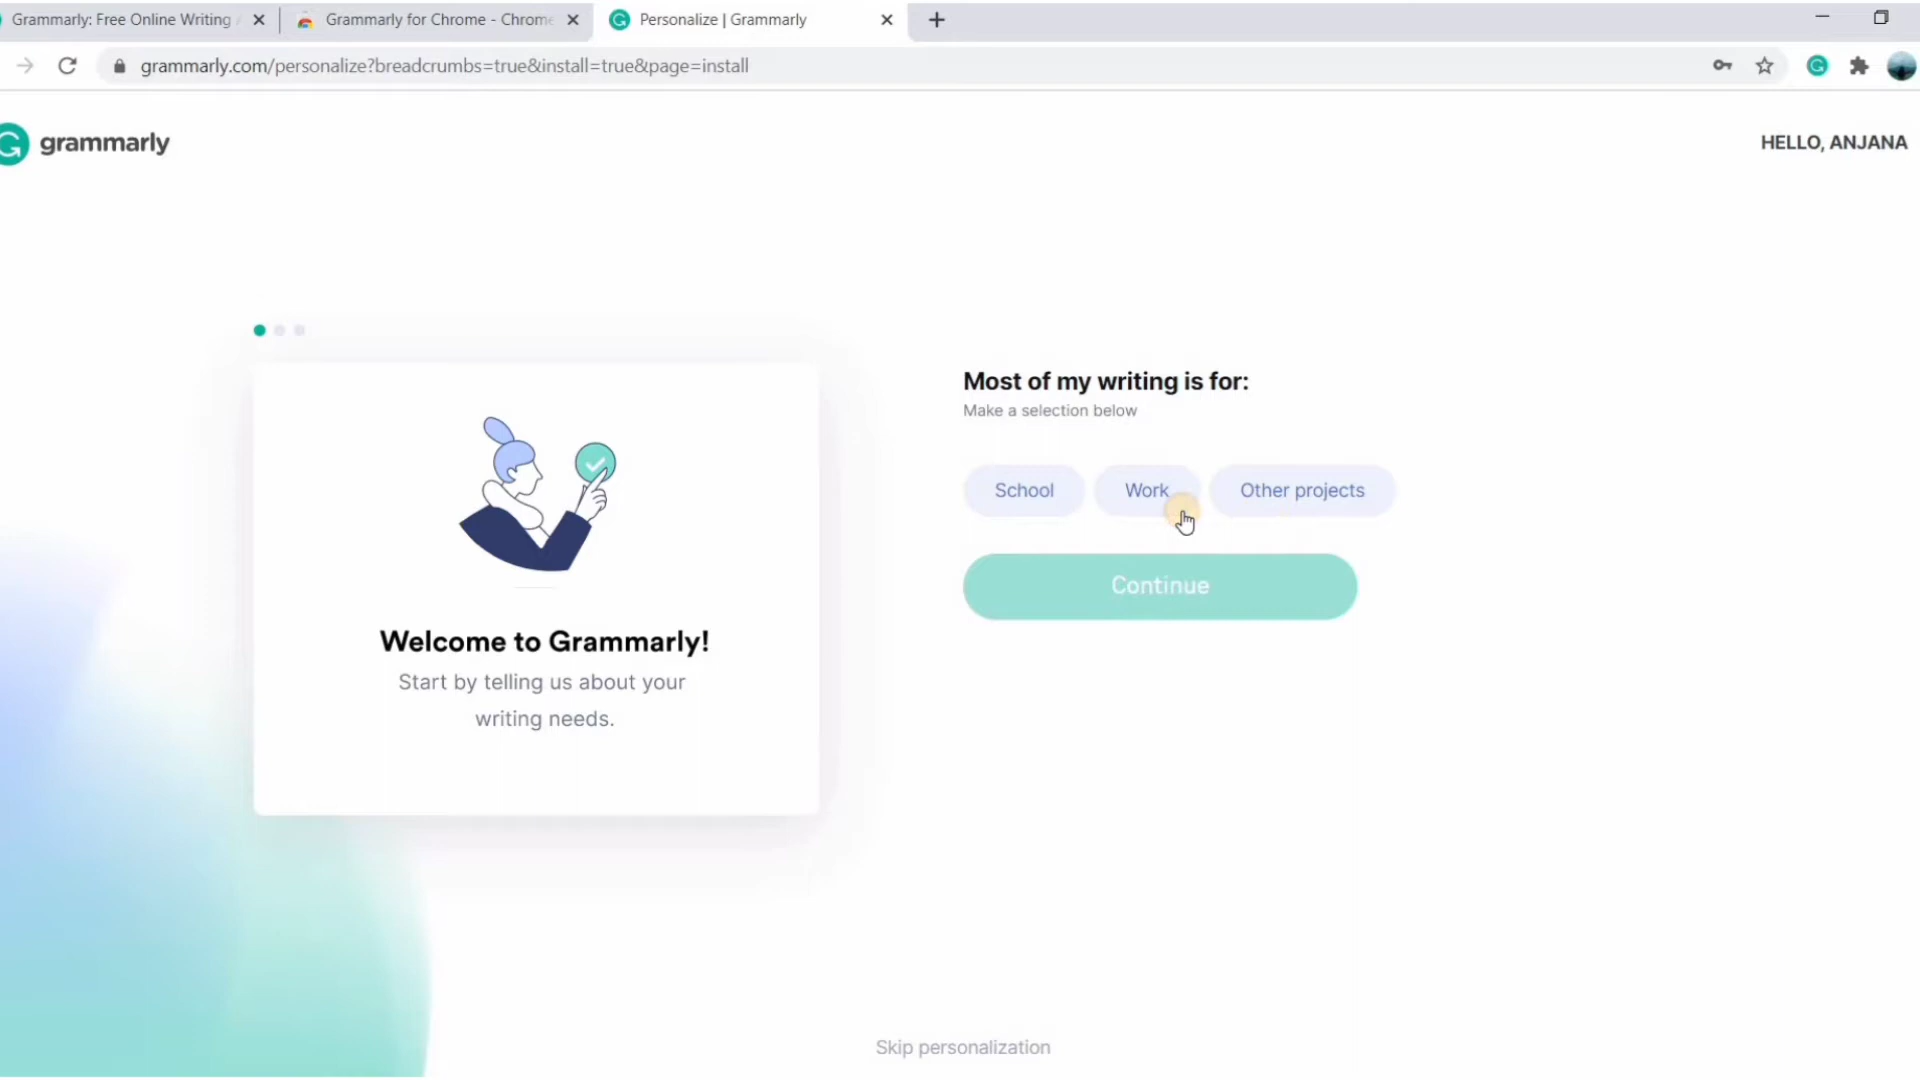 Grammarly: Free Online Writing
Grammarly for Chrome - Chrome
Personalize | Grammarly
grammarly.com/personalize?breadcrumbs=true&install=true&page=install
grammarly
HELLO, ANJANA
Most of my writing is for:
Make a selection below
School
Work
Other projects
Continue
Welcome to Grammarly!
Start by telling us about your
writing needs.
Skip personalization